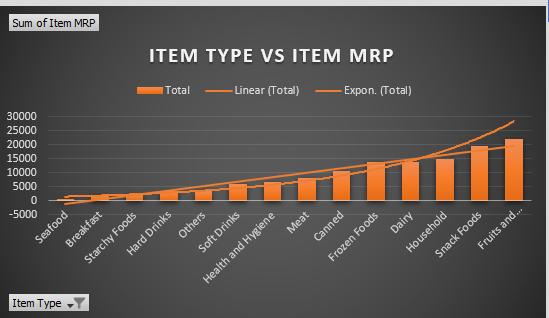 Sum of Item MRP
ITEM TYPE VS ITEM MRP
Total Linear (Total) Expon. (Total)
30000
25000
20000
15000
10000
5000
0
-5000
Seafood
Breakfast
Starchy Foods
Hard Drinks
Others
Soft Drinks
Health and Hygiene
Meat
Canned
Frozen Foods
Dairy
Household
Snack Foods
Fruits and...
Item Type